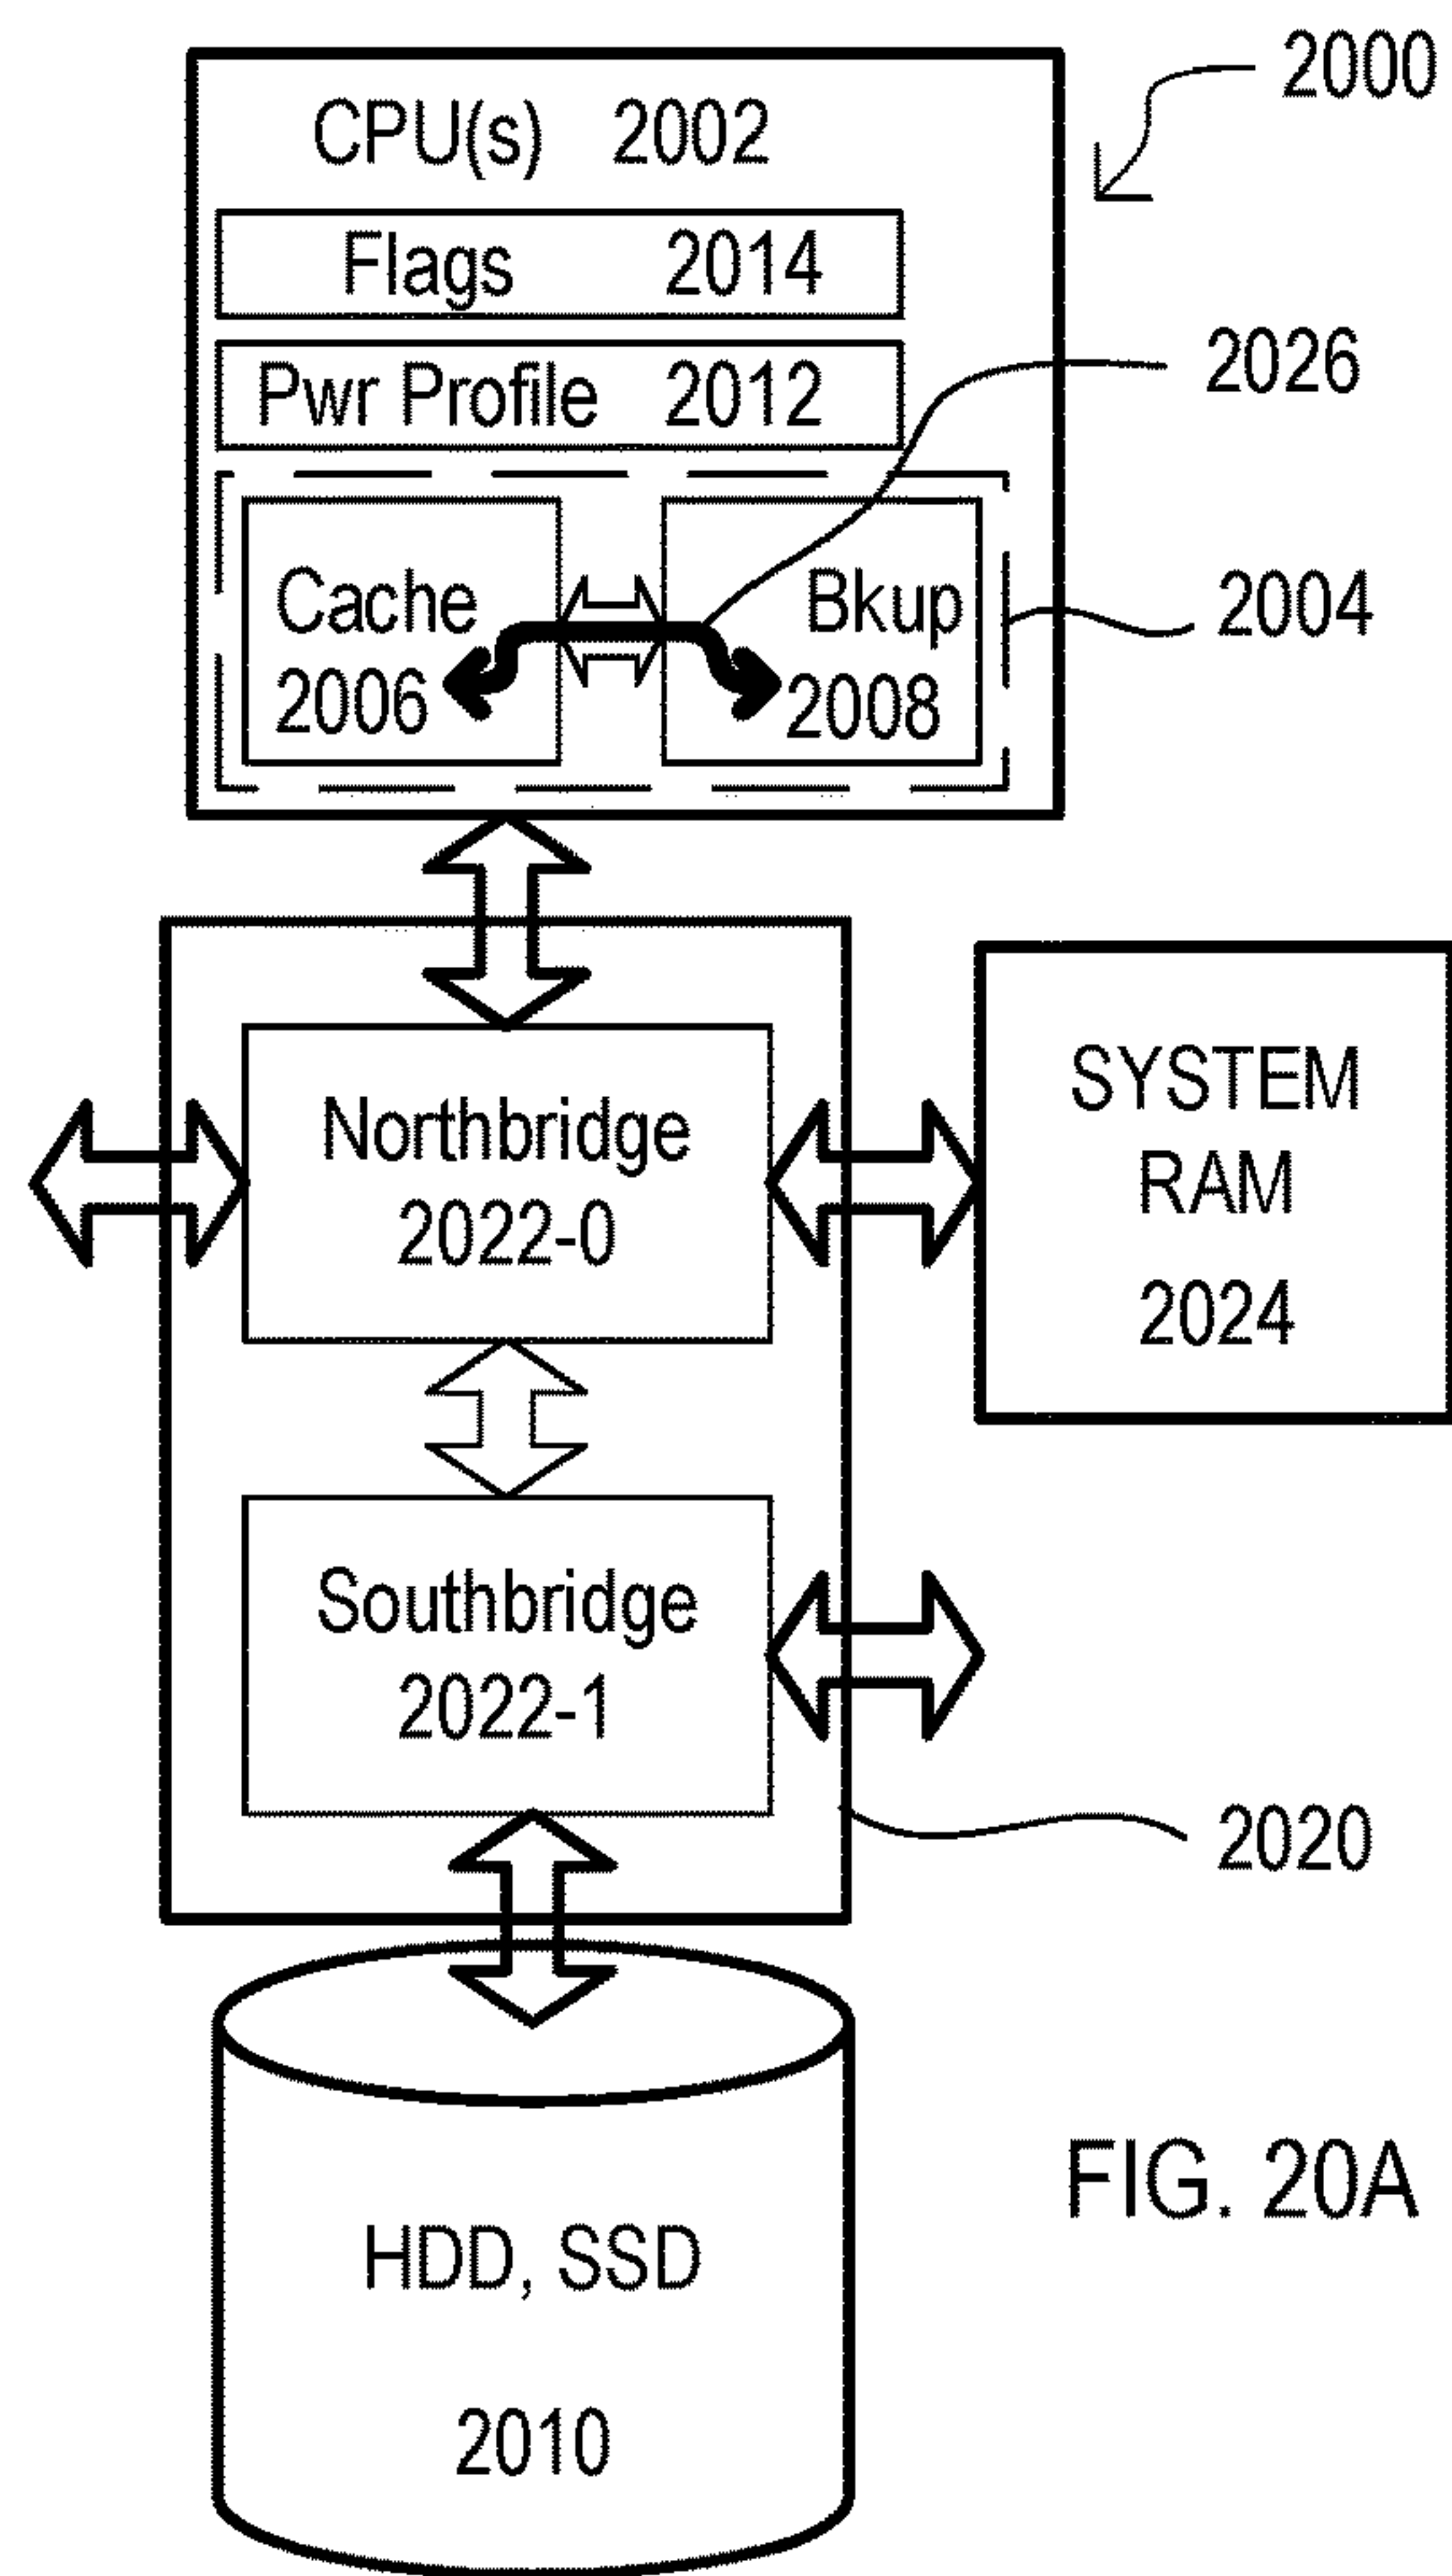 2000
CPU(s) 2002
Flags 2014
2026
Pwr Profile 2012
Cache
2006
Bkup
2008
2004
Northbridge
2022-0
SYSTEM
RAM
2024
Southbridge
2022-1
2020
FIG. 20A
HDD, SSD
2010